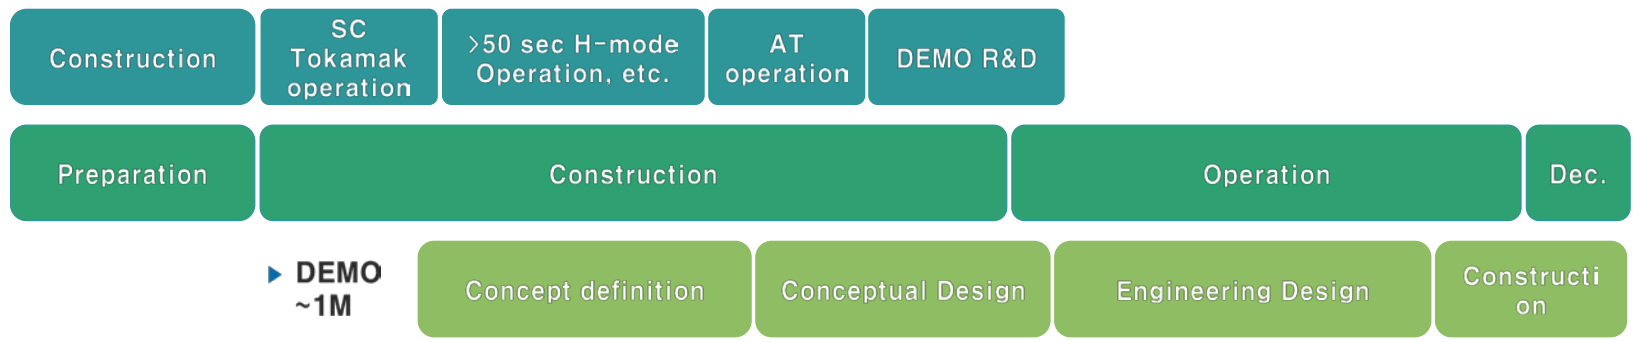 Construction
SC
Tokamak
operation
>50 sec H-mode
Operation, etc.
AT
operation
DEMO R&D
Preparation
Construction
Operation
Dec.
DEMO
~1M
Concept definition
Conceptual Design
Engineering Design
Constructi
on